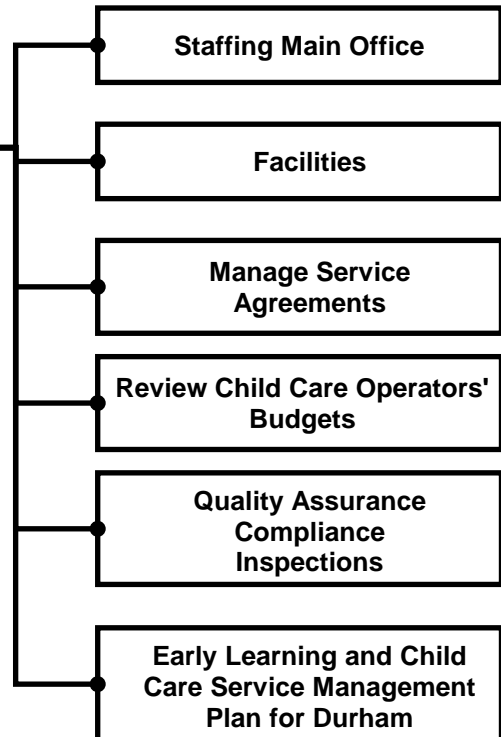 Staffing Main Office
Facilities
Manage Service
Agreements
Review Child Care Operators'
Budgets
Quality Assurance
Compliance
Inspections
Early Learning and Child
Care Service Management
Plan for Durham